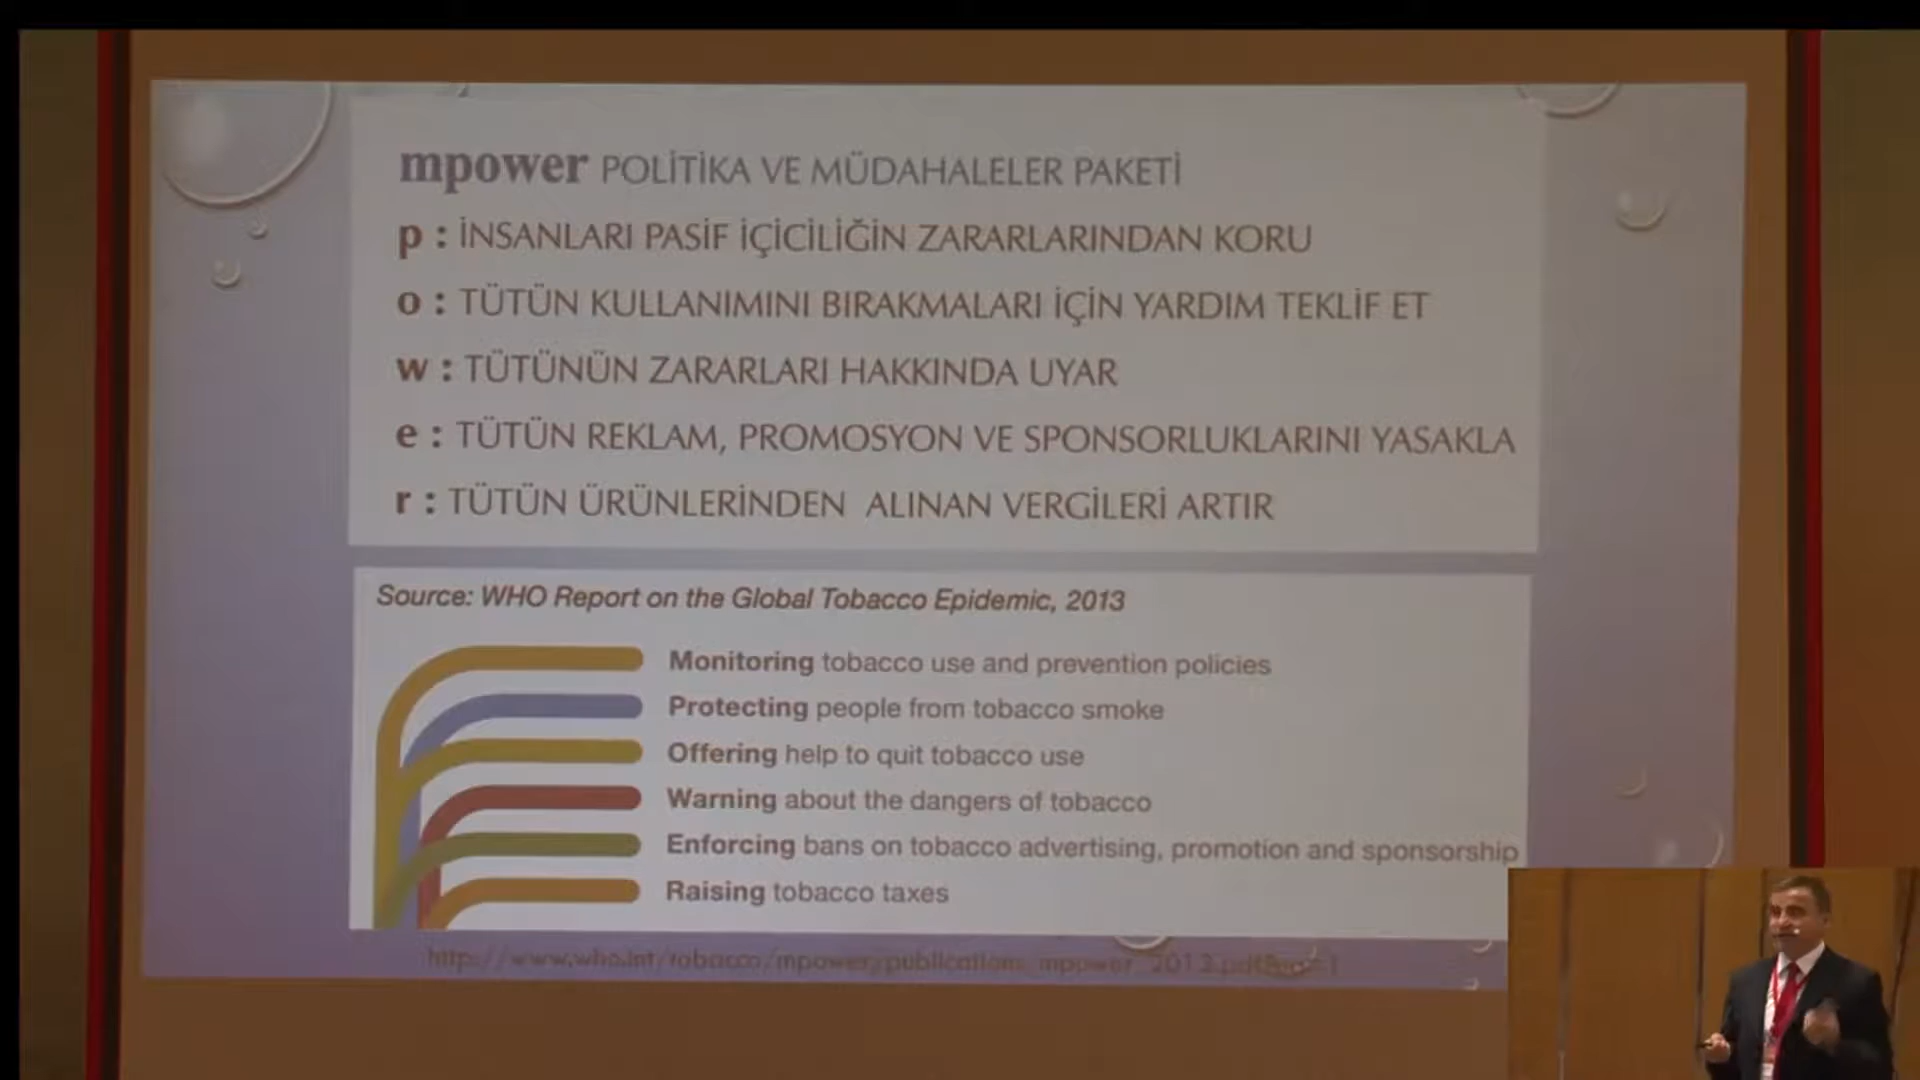 mpower POLİTİKA VE MÜDAHALELER PAKETİ
p : İNSANLARI PASİF İÇİCİLİĞİN ZARARLARINDAN KORU
o : TÜTÜN KULLANIMINI BIRAKMALARI İÇİN YARDIM TEKLİF ET
w : TÜTÜNÜN ZARARLARI HAKKINDA UYAR
e : TÜTÜN REKLAM, PROMOSYON VE SPONSORLUKLARINI YASAKLA
r : TÜTÜN ÜRÜNLERİNDEN ALINAN VERGİLERİ ARTIR
Source: WHO Report on the Global Tobacco Epidemic, 2013
Monitoring tobacco use and prevention policies
Protecting people from tobacco smoke
Offering help to quit tobacco use
Warning about the dangers of tobacco
Enforcing bans on tobacco advertising, promotion and sponsorship
Raising tobacco taxes